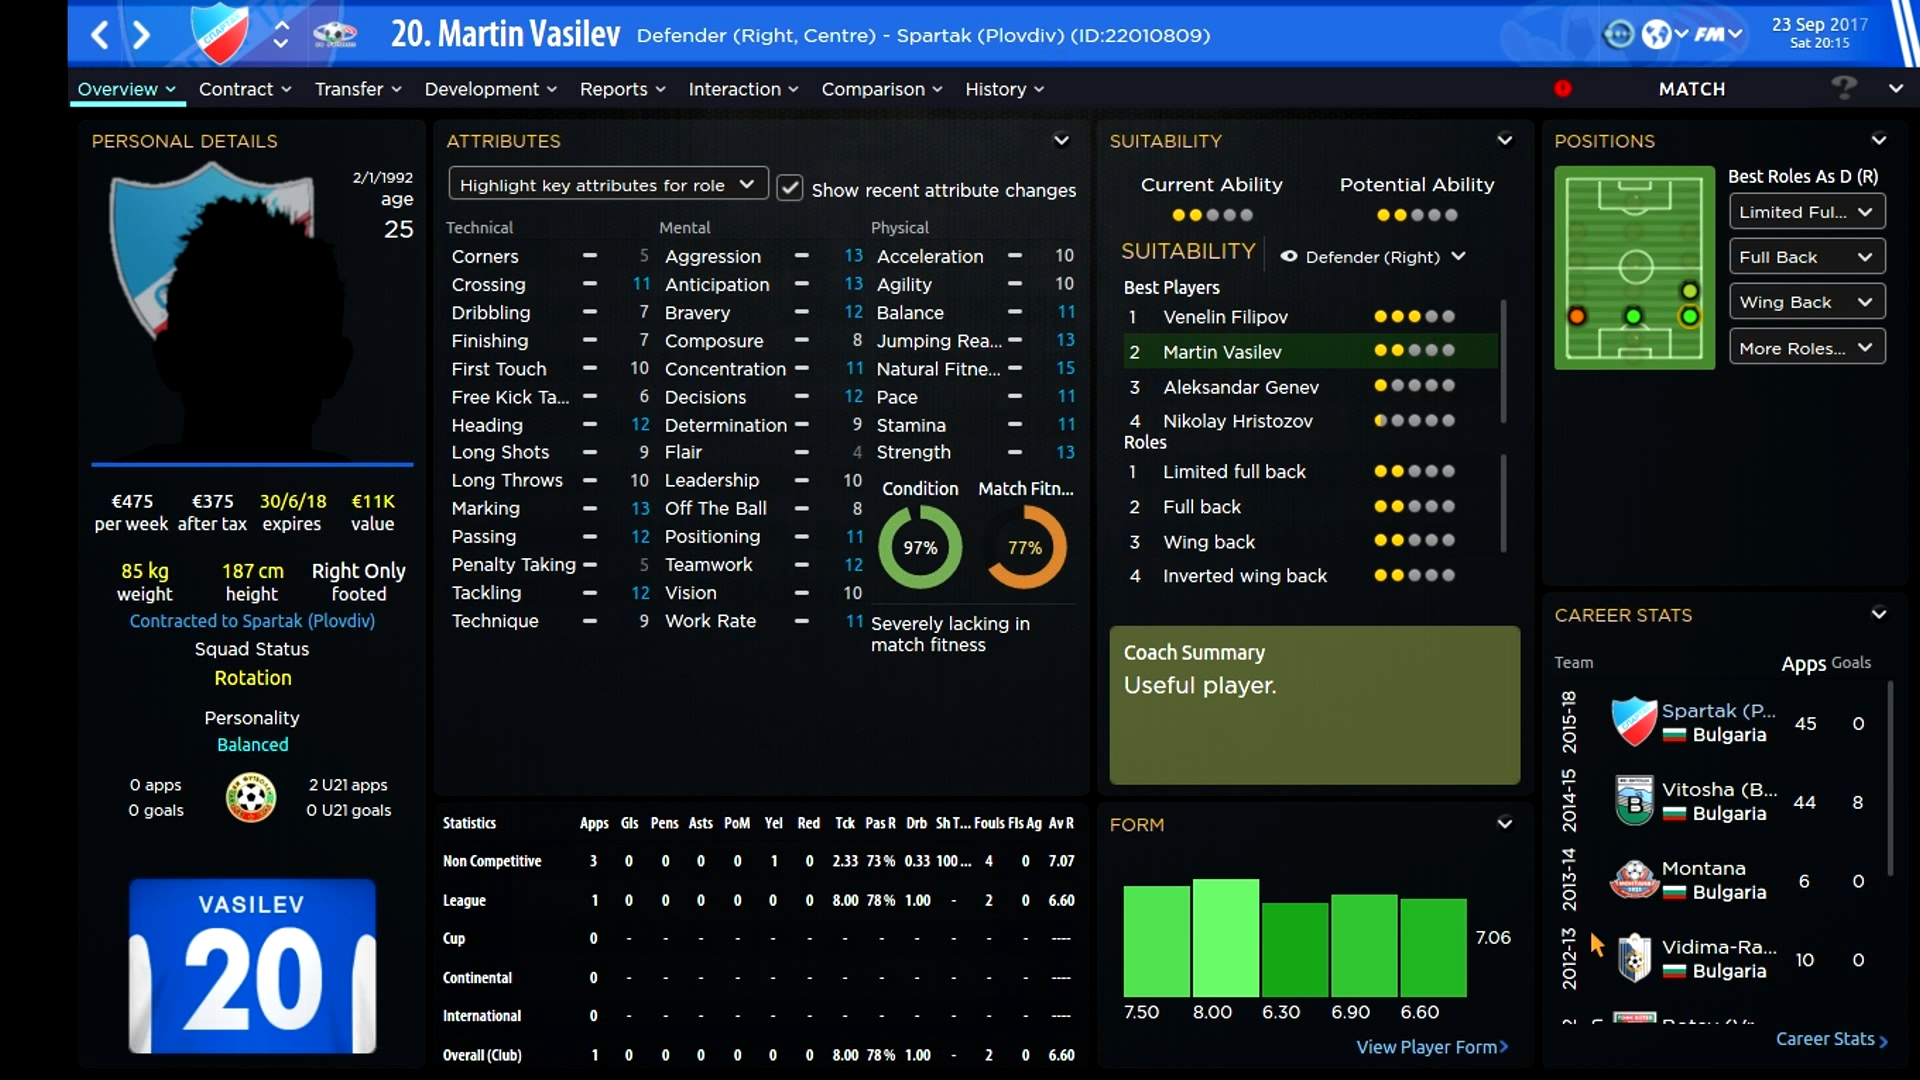 20. Martin Vasilev Defender (Right, Centre) - Spartak (Plovdiv) (ID:22010809)
FM
23 Sep 2017
Sat 20:15
Overview Contract Transfer Development Reports Interaction Comparison History
MATCH ?
PERSONAL DETAILS
2/1/1992
age
25
€475 €375 30/6/18 €11K
per week after tax expires value
85 kg 187 cm Right Only
weight height footed
Contracted to Spartak (Plovdiv)
Squad Status
Rotation
Personality
Balanced
0 apps 2 U21 apps
0 goals 0 U21 goals
VASILEV
20
ATTRIBUTES
Highlight key attributes for role Show recent attribute changes
Technical Mental Physical
Corners - 5 Aggression - 13 Acceleration - 10
Crossing - 11 Anticipation - 13 Agility - 10
Dribbling - 7 Bravery - 12 Balance - 11
Finishing - 7 Composure - 8 Jumping Rea... - 13
First Touch - 10 Concentration - 11 Natural Fitne... - 15
Free Kick Ta... - 6 Decisions - 12 Pace - 11
Heading - 12 Determination - 9 Stamina - 11
Long Shots - 9 Flair - 4 Strength - 13
Long Throws - 10 Leadership - 10
Marking - 13 Off The Ball - 8
Passing - 12 Positioning - 11
Penalty Taking - 5 Teamwork - 12
Tackling - 12 Vision - 10
Technique - 9 Work Rate - 11
Condition Match Fitn...
97% 77%
Severely lacking in
match fitness
Statistics Apps Gls Pens Asts PoM Yel Red Tck Pas R Drb Sh T... Fouls Fls Ag Av R
Non Competitive 3 0 0 0 0 1 0 2.33 73 % 0.33 100 ... 4 0 7.07
League 1 0 0 0 0 0 0 8.00 78 % 1.00 - 2 0 6.60
Cup 0 - - - - - - - - - - - - ----
Continental 0 - - - - - - - - - - - - ----
International 0 - - - - - - - - - - - - ----
Overall (Club) 1 0 0 0 0 0 0 8.00 78 % 1.00 - 2 0 6.60
SUITABILITY
Current Ability Potential Ability
SUITABILITY Defender (Right)
Best Players
1 Venelin Filipov
2 Martin Vasilev
3 Aleksandar Genev
4 Nikolay Hristozov
Roles
1 Limited full back
2 Full back
3 Wing back
4 Inverted wing back
Coach Summary
Useful player.
FORM
7.06
7.50 8.00 6.30 6.90 6.60
View Player Form
POSITIONS
Best Roles As D (R)
Limited Ful...
Full Back
Wing Back
More Roles...
CAREER STATS
Team Apps Goals
2015-18 Spartak (P... 45 0
Bulgaria
2014-15 Vitosha (B... 44 8
Bulgaria
2013-14 Montana 6 0
Bulgaria
2012-13 Vidima-Ra... 10 0
Bulgaria
Career Stats